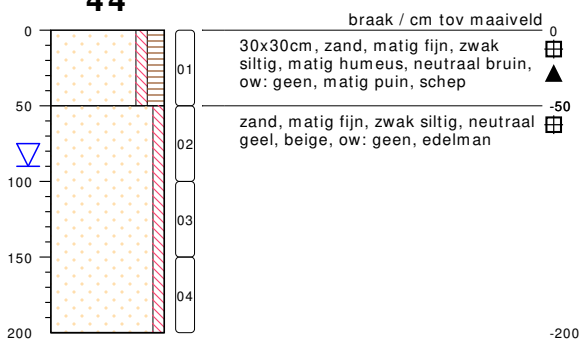 44
braak / cm tov maaiveld
0
0
30x30cm, zand, matig fijn, zwak
siltig, matig humeus, neutraal bruin,
ow: geen, matig puin, schep
01
50
-50
zand, matig fijn, zwak siltig, neutraal
geel, beige, ow: geen, edelman
02
100
03
150
04
200
-200